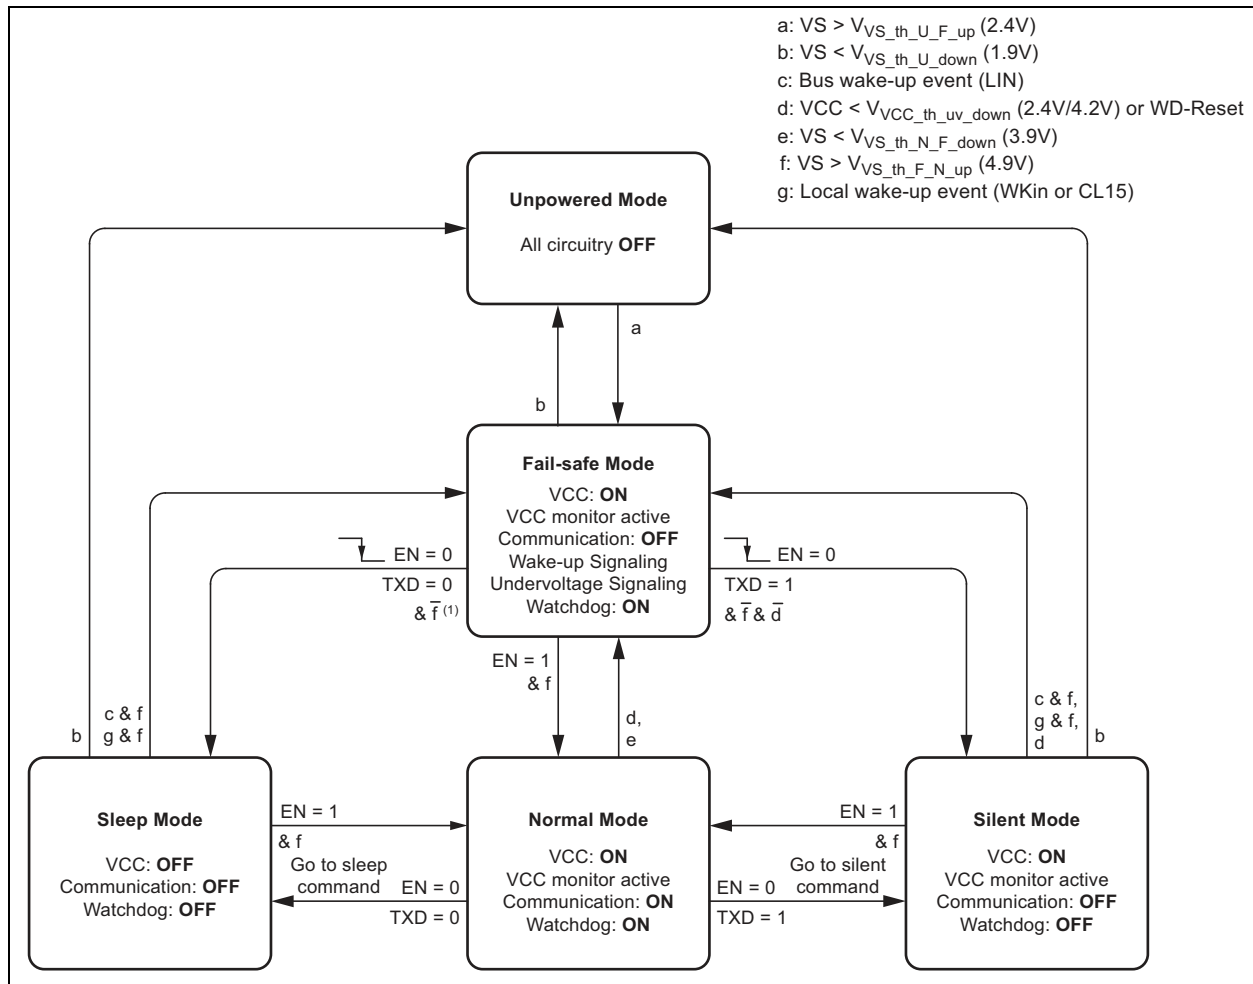 a: VS > VVS_th_U_F_up (2.4V)
b: VS < VVS_th_U_down (1.9V)
c: Bus wake-up event (LIN)
d: VCC < VVCC_th_uv_down (2.4V/4.2V) or WD-Reset
e: VS < VVS_th_N_F_down (3.9V)
f: VS > VVS_th_F_N_up (4.9V)
g: Local wake-up event (WKin or CL15)
Unpowered Mode
All circuitry OFF
a
b
Fail-safe Mode
VCC: ON
VCC monitor active
Communication: OFF
Wake-up Signaling
Undervoltage Signaling
Watchdog: ON
EN = 0
TXD = 0
& f̅ (1)
EN = 0
TXD = 1
& f̅ & d̅
EN = 1
& f
d,
e
b
c & f
g & f
c & f,
g & f,
d
b
Sleep Mode
VCC: OFF
Communication: OFF
Watchdog: OFF
EN = 1
& f
Go to sleep
command
EN = 0
TXD = 0
Normal Mode
VCC: ON
VCC monitor active
Communication: ON
Watchdog: ON
EN = 1
& f
Go to silent
command
EN = 0
TXD = 1
Silent Mode
VCC: ON
VCC monitor active
Communication: OFF
Watchdog: OFF